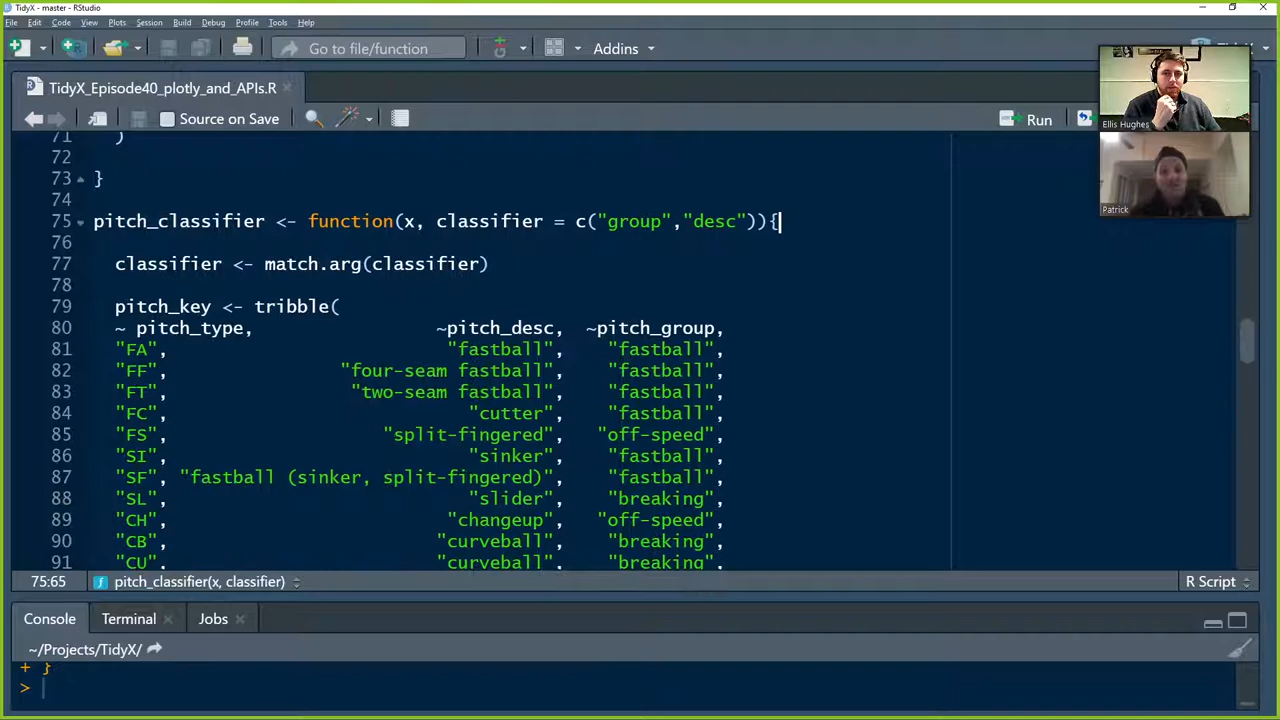 TidyX - master - RStudio
File Edit Code View Plots Session Build Debug Profile Tools Help
Go to file/function Addins
TidyX_Episode40_plotly_and_APIs.R
Source on Save Run
Ellis Hughes
Patrick
71 )
72
73 }
74
75 pitch_classifier <- function(x, classifier = c("group","desc")){
76
77 classifier <- match.arg(classifier)
78
79 pitch_key <- tribble(
80 ~ pitch_type, ~pitch_desc, ~pitch_group,
81 "FA", "fastball", "fastball",
82 "FF", "four-seam fastball", "fastball",
83 "FT", "two-seam fastball", "fastball",
84 "FC", "cutter", "fastball",
85 "FS", "split-fingered", "off-speed",
86 "SI", "sinker", "fastball",
87 "SF", "fastball (sinker, split-fingered)", "fastball",
88 "SL", "slider", "breaking",
89 "CH", "changeup", "off-speed",
90 "CB", "curveball", "breaking",
91 "CU", "curveball", "breaking",
75:65 pitch_classifier(x, classifier) R Script
Console Terminal Jobs
~/Projects/TidyX/
+ }
>